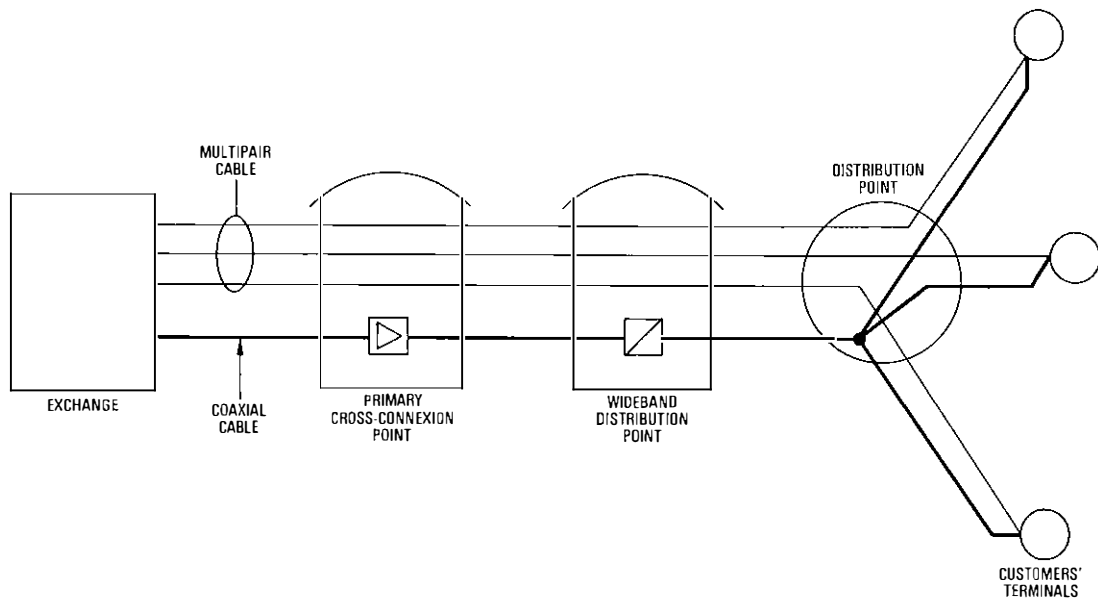 MULTIPAIR
CABLE
DISTRIBUTION
POINT
EXCHANGE
COAXIAL
CABLE
PRIMARY
CROSS-CONNEXION
POINT
WIDEBAND
DISTRIBUTION
POINT
CUSTOMERS'
TERMINALS